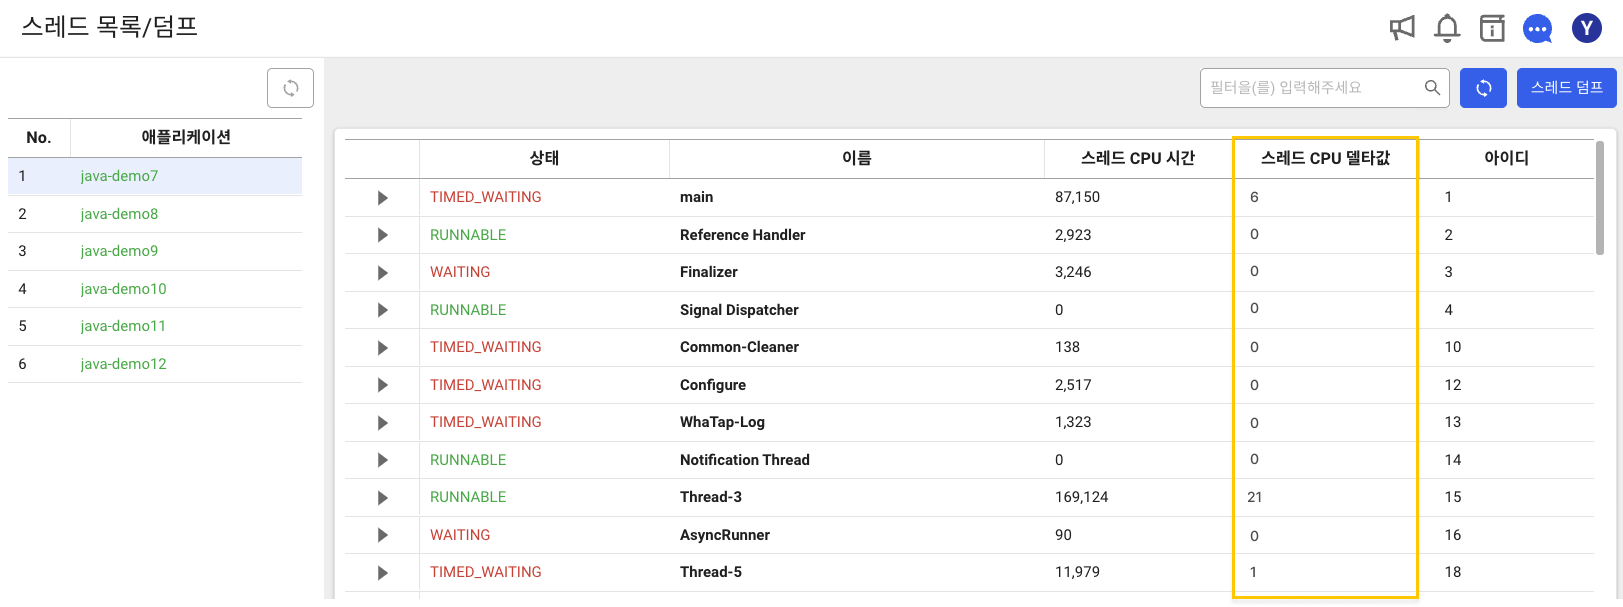 스레드 목록/덤프
Y
필터을(를) 입력해주세요
스레드 덤프
No. 애플리케이션
1 java-demo7
2 java-demo8
3 java-demo9
4 java-demo10
5 java-demo11
6 java-demo12
상태 이름 스레드 CPU 시간 스레드 CPU 델타값 아이디
TIMED_WAITING main 87,150 6 1
RUNNABLE Reference Handler 2,923 0 2
WAITING Finalizer 3,246 0 3
RUNNABLE Signal Dispatcher 0 0 4
TIMED_WAITING Common-Cleaner 138 0 10
TIMED_WAITING Configure 2,517 0 12
TIMED_WAITING WhaTap-Log 1,323 0 13
RUNNABLE Notification Thread 0 0 14
RUNNABLE Thread-3 169,124 21 15
WAITING AsyncRunner 90 0 16
TIMED_WAITING Thread-5 11,979 1 18